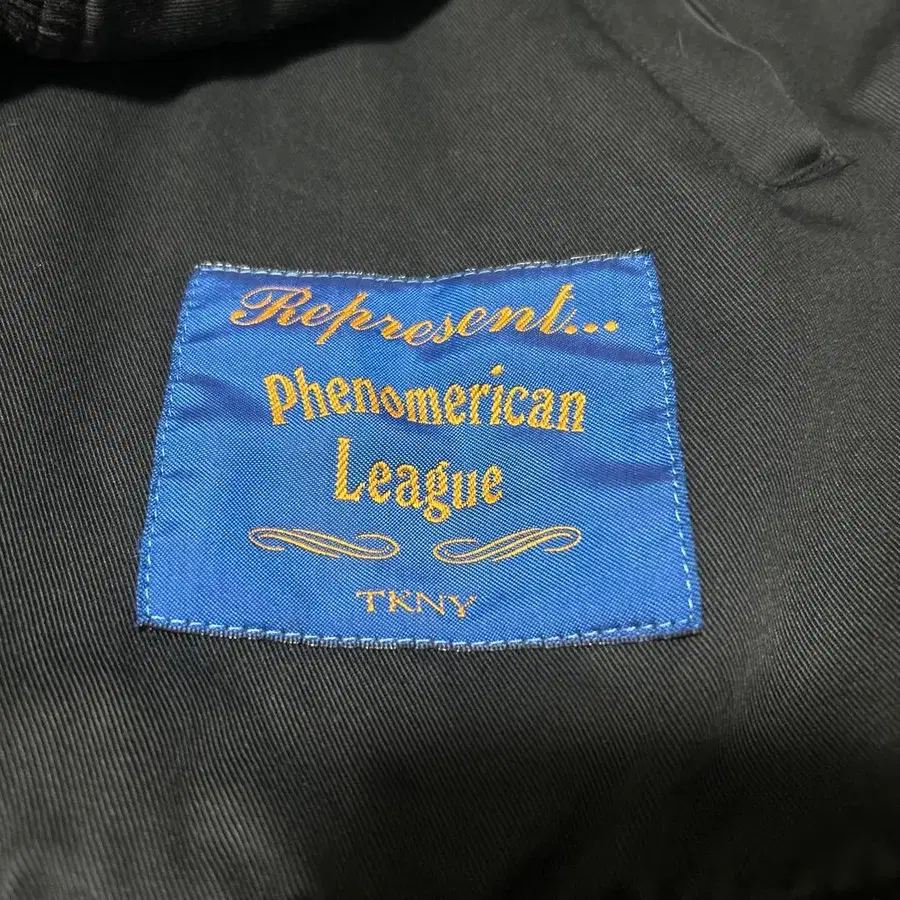 Represent...
Phenomerican
League
TKNY